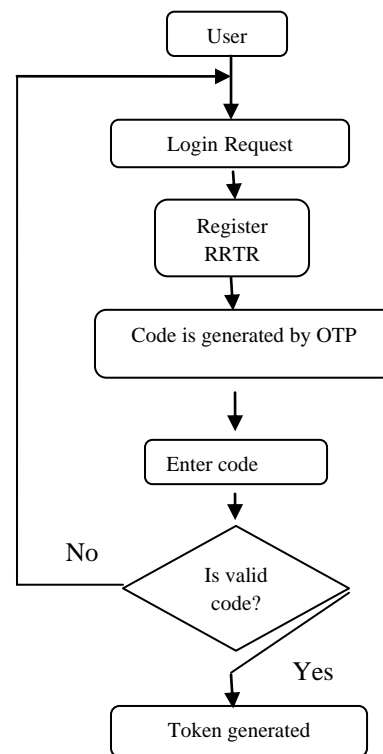 User
Login Request
Register
RRTR
Code is generated by OTP
Enter code
Is valid
code?
No
Yes
Token generated